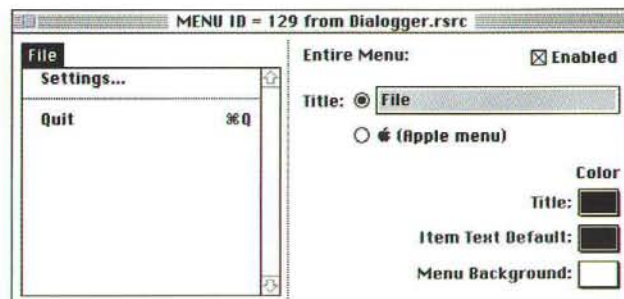 MENU ID = 129 from Dialogger.rsrc
File
Settings...
Quit ⌘Q
Entire Menu: ☒ Enabled
Title: File
(Apple menu)
Color
Title:
Item Text Default:
Menu Background: